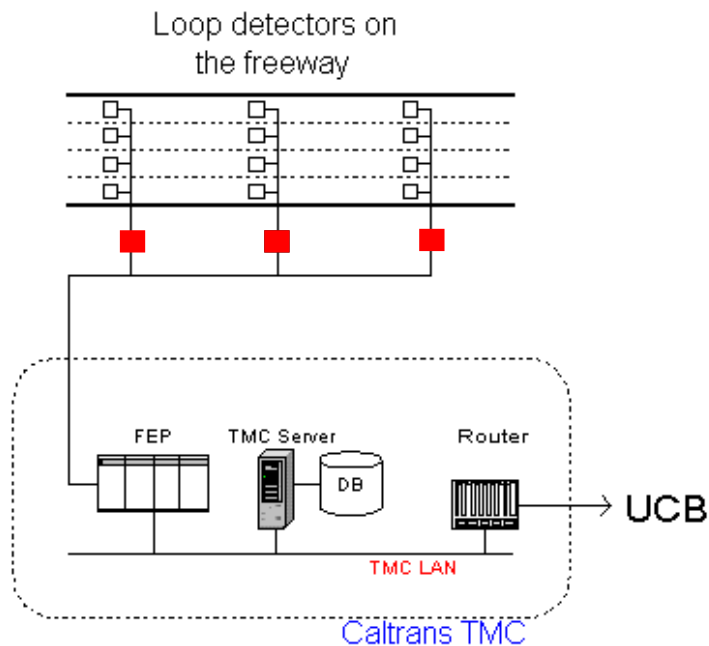 Loop detectors on
the freeway
FEP
TMC Server
Router
DB
UCB
TMC LAN
Caltrans TMC